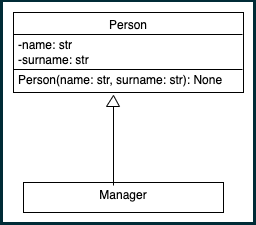 Person
-name: str
-surname: str
Person(name: str, surname: str): None
Manager